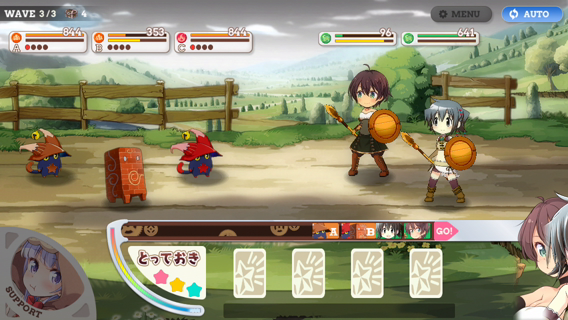 WAVE 3/3 4
MENU
AUTO
844
353
844
96
641
A
B
C
A B GO!
とっておき
SUPPORT